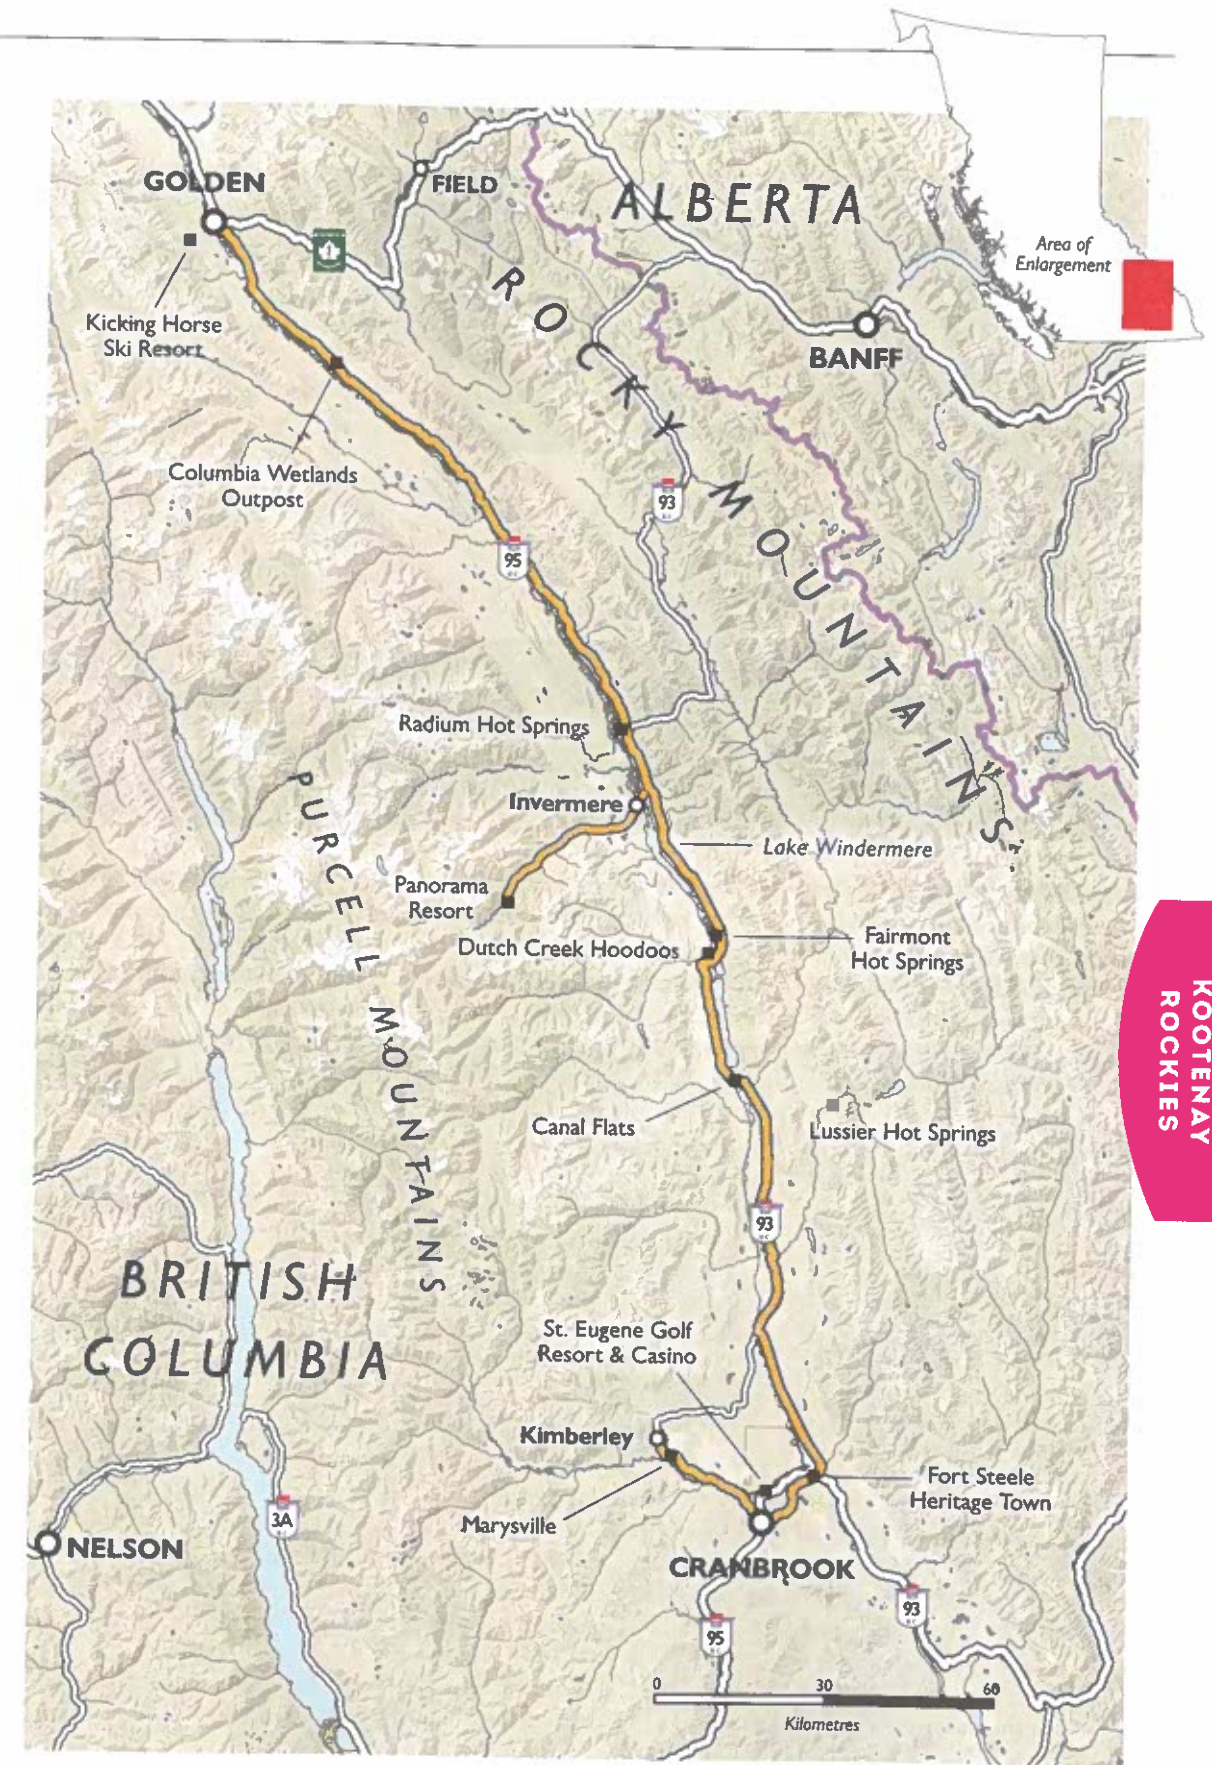 GOLDEN
FIELD
ALBERTA
Area of
Enlargement
1
Kicking Horse
Ski Resort
ROCKY MOUNTAINS
BANFF
Columbia Wetlands
Outpost
93
95
Radium Hot Springs
PURCELL MOUNTAINS
Invermere
Lake Windermere
Panorama
Resort
Dutch Creek Hoodoos
Fairmont
Hot Springs
KOOTENAY
ROCKIES
Canal Flats
Lussier Hot Springs
93
BRITISH
COLUMBIA
St. Eugene Golf
Resort & Casino
Kimberley
Fort Steele
Heritage Town
Marysville
3A
NELSON
CRANBROOK
93
95
0 30 60
Kilometres